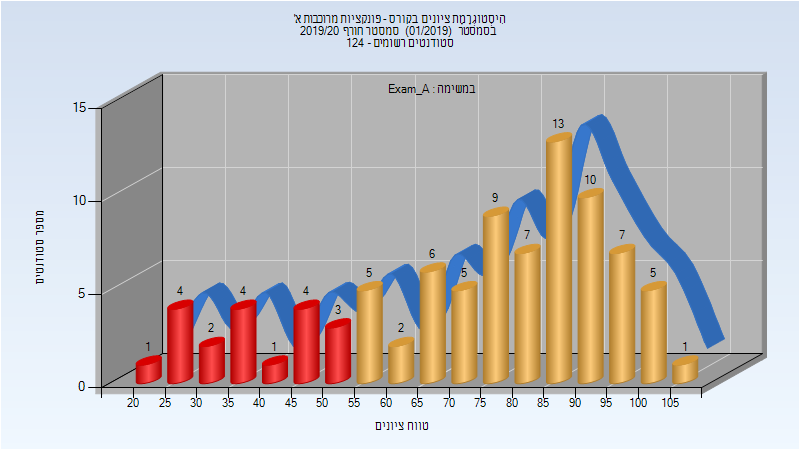 היסטוגרמת ציונים בקורס - פונקציות מרוכבות א'
בסמסטר (01/2019) סמסטר חורף 2019/20
סטודנטים רשומים - 124
במשימה : Exam_A
מספר סטודנטים
15
10
5
0
1 4 2 4 1 4 3 5 2 6 5 9 7 13 10 7 5 1
20 25 30 35 40 45 50 55 60 65 70 75 80 85 90 95 100 105
טווח ציונים